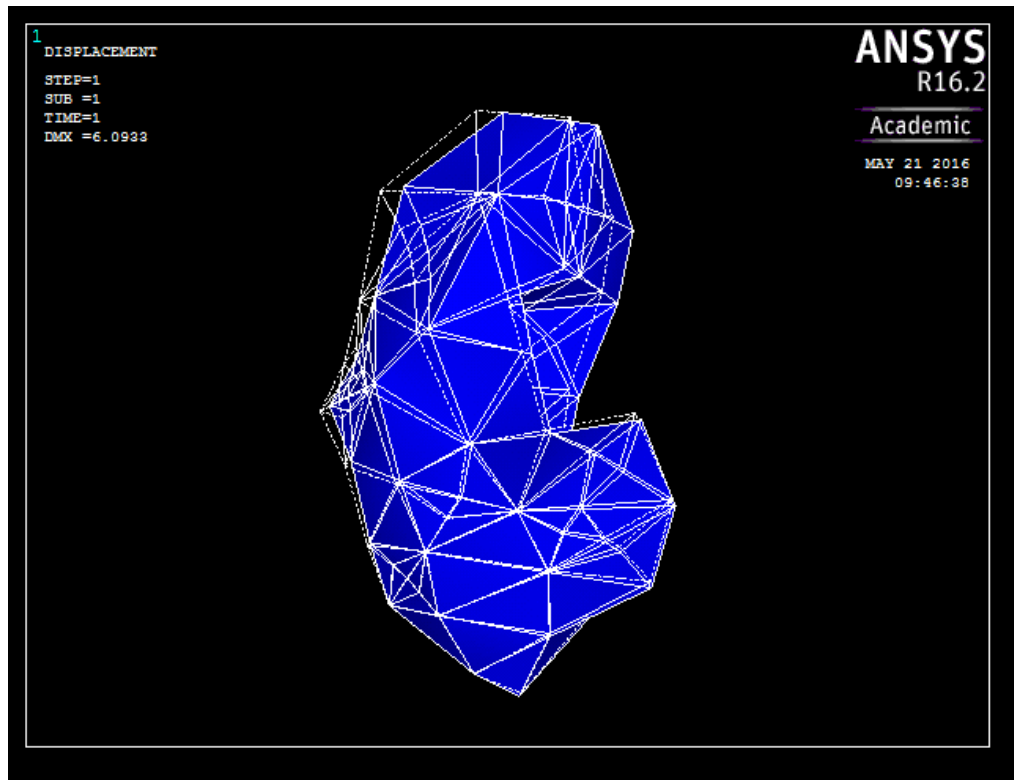 1
DISPLACEMENT
STEP=1
SUB =1
TIME=1
DMX =6.0933
ANSYS
R16.2
Academic
MAY 21 2016
09:46:38